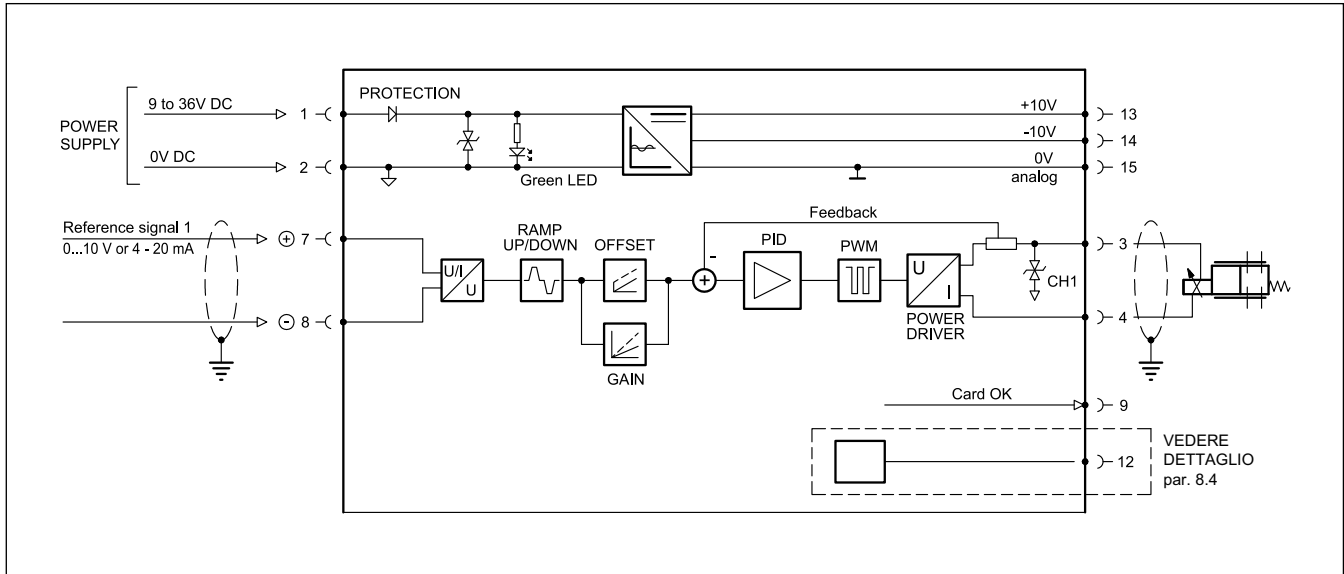 POWER
SUPPLY
9 to 36V DC
1
0V DC
2
PROTECTION
Green LED
+10V
13
-10V
14
0V
analog
15
Reference signal 1
0...10 V or 4 - 20 mA
+ 7
- 8
U/I
U
RAMP
UP/DOWN
OFFSET
GAIN
Feedback
-
+
PID
PWM
U
I
POWER
DRIVER
CH1
3
4
Card OK
9
12
VEDERE
DETTAGLIO
par. 8.4